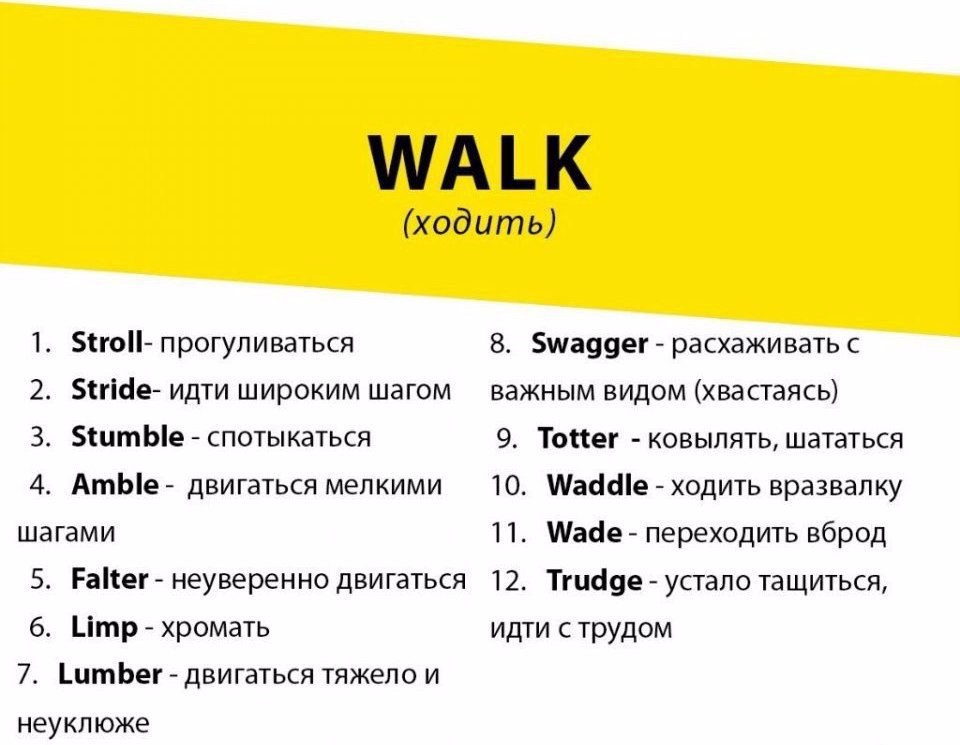 WALK
(ходить)
1. Stroll- прогуливаться
2. Stride- идти широким шагом
3. Stumble - спотыкаться
4. Amble - двигаться мелкими
шагами
5. Falter - неуверенно двигаться
6. Limp - хромать
7. Lumber - двигаться тяжело и
неуклюже
8. Swagger - расхаживать с
важным видом (хвастаясь)
9. Totter - ковылять, шататься
10. Waddle - ходить вразвалку
11. Wade - переходить вброд
12. Trudge - устало тащиться,
идти с трудом